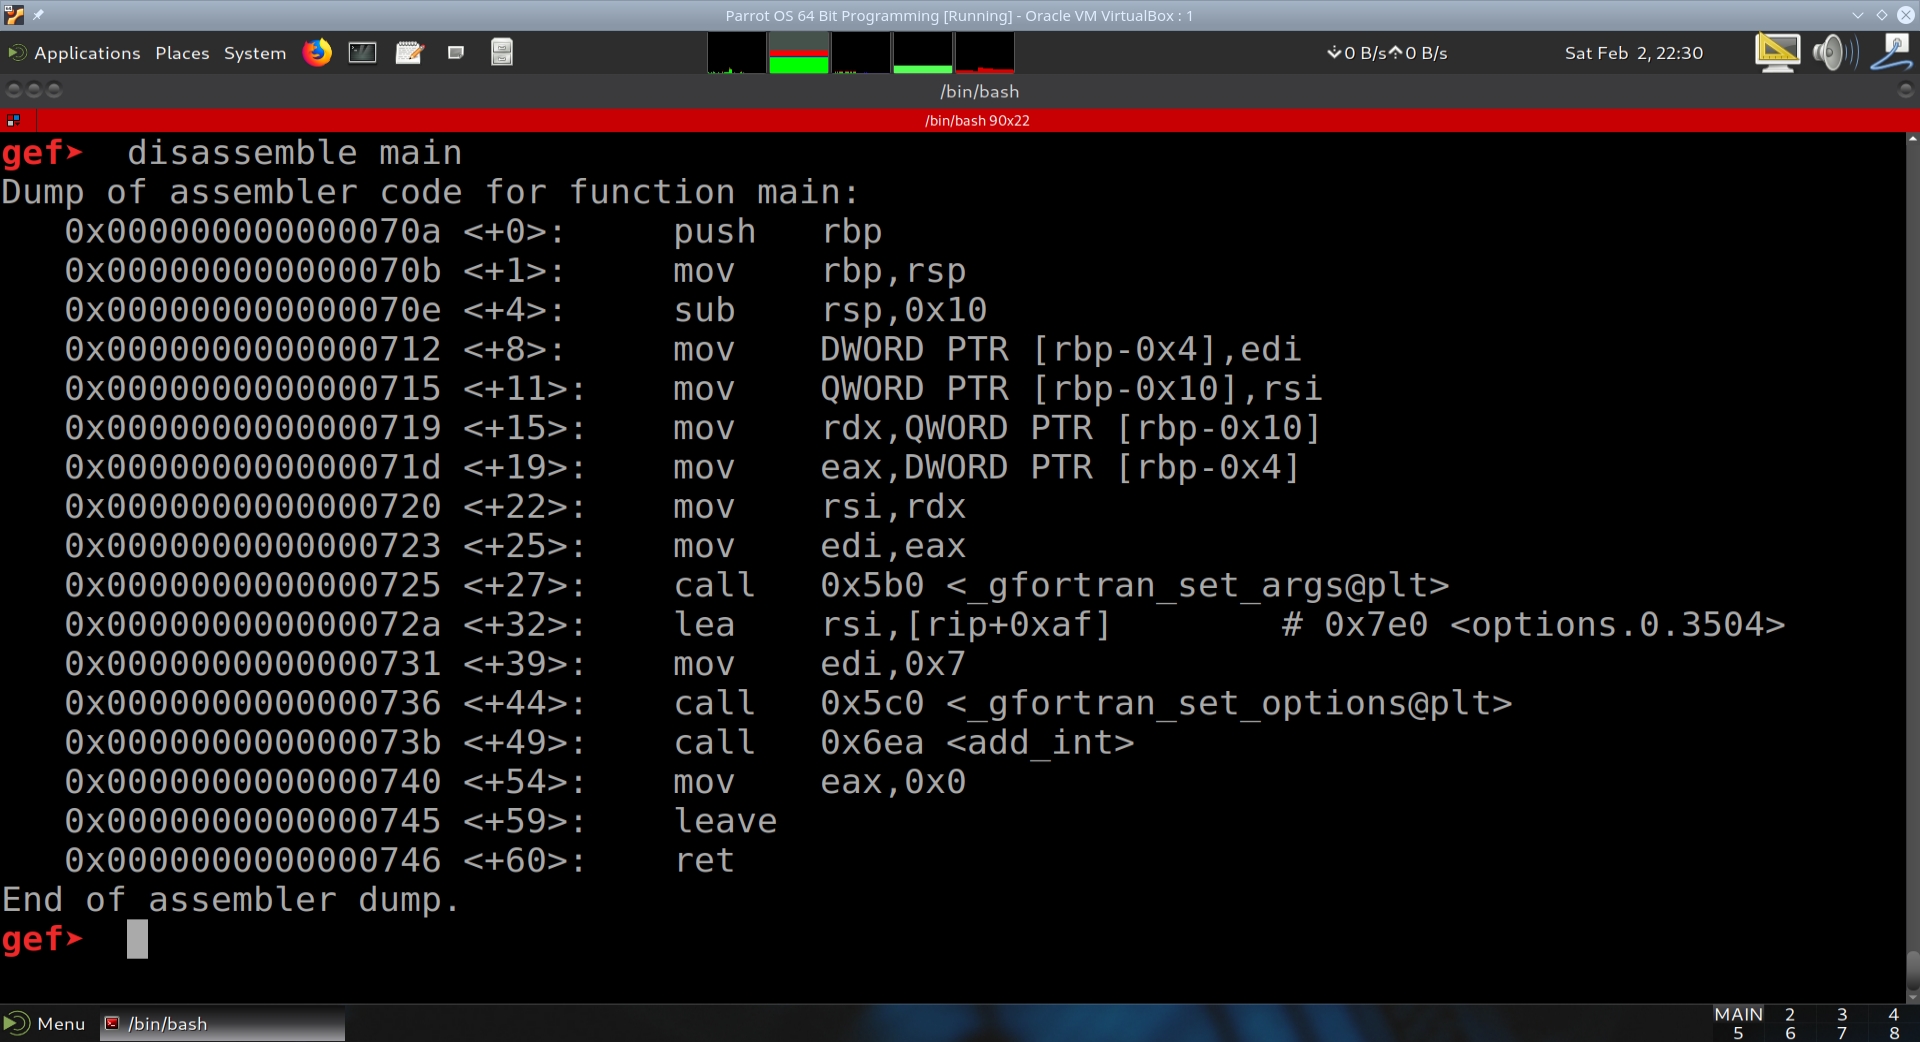 Parrot OS 64 Bit Programming [Running] - Oracle VM VirtualBox : 1
Applications Places System 0 B/s 0 B/s Sat Feb 2, 22:30
/bin/bash
/bin/bash 90x22
gef➤ disassemble main
Dump of assembler code for function main:
0x000000000000070a <+0>: push rbp
0x000000000000070b <+1>: mov rbp,rsp
0x000000000000070e <+4>: sub rsp,0x10
0x0000000000000712 <+8>: mov DWORD PTR [rbp-0x4],edi
0x0000000000000715 <+11>: mov QWORD PTR [rbp-0x10],rsi
0x0000000000000719 <+15>: mov rdx,QWORD PTR [rbp-0x10]
0x000000000000071d <+19>: mov eax,DWORD PTR [rbp-0x4]
0x0000000000000720 <+22>: mov rsi,rdx
0x0000000000000723 <+25>: mov edi,eax
0x0000000000000725 <+27>: call 0x5b0 <_gfortran_set_args@plt>
0x000000000000072a <+32>: lea rsi,[rip+0xaf] # 0x7e0 <options.0.3504>
0x0000000000000731 <+39>: mov edi,0x7
0x0000000000000736 <+44>: call 0x5c0 <_gfortran_set_options@plt>
0x000000000000073b <+49>: call 0x6ea <add_int>
0x0000000000000740 <+54>: mov eax,0x0
0x0000000000000745 <+59>: leave
0x0000000000000746 <+60>: ret
End of assembler dump.
gef➤
Menu /bin/bash
MAIN 2 3 4
5 6 7 8